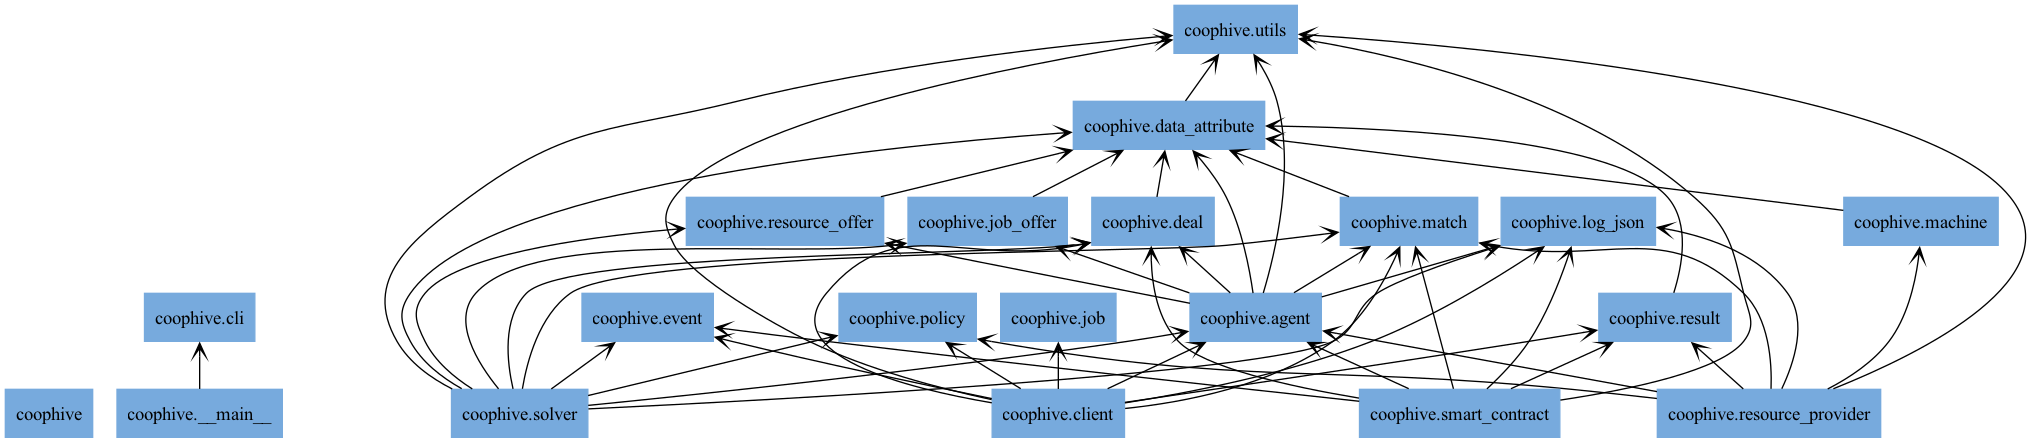 coophive.utils
coophive.data_attribute
coophive.resource_offer
coophive.job_offer
coophive.deal
coophive.match
coophive.log_json
coophive.machine
coophive.cli
coophive.event
coophive.policy
coophive.job
coophive.agent
coophive.result
coophive
coophive.__main__
coophive.solver
coophive.client
coophive.smart_contract
coophive.resource_provider